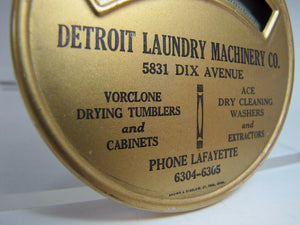 DETROIT LAUNDRY MACHINERY CO.
5831 DIX AVENUE
VORCLONE
DRYING TUMBLERS
and
CABINETS
ACE
DRY CLEANING
WASHERS
and
EXTRACTORS
PHONE LAFAYETTE
6304-6365